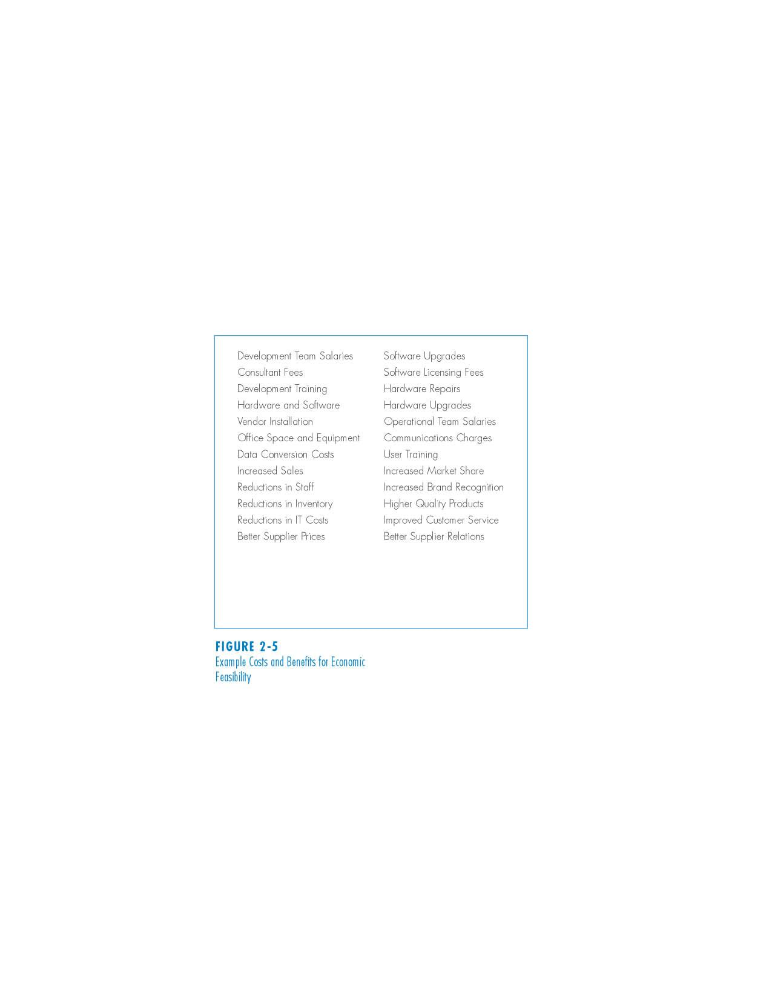 Development Team Salaries
Consultant Fees
Development Training
Hardware and Software
Vendor Installation
Office Space and Equipment
Data Conversion Costs
Increased Sales
Reductions in Staff
Reductions in Inventory
Reductions in IT Costs
Better Supplier Prices
Software Upgrades
Software Licensing Fees
Hardware Repairs
Hardware Upgrades
Operational Team Salaries
Communications Charges
User Training
Increased Market Share
Increased Brand Recognition
Higher Quality Products
Improved Customer Service
Better Supplier Relations
FIGURE 2-5
Example Costs and Benefits for Economic
Feasibility